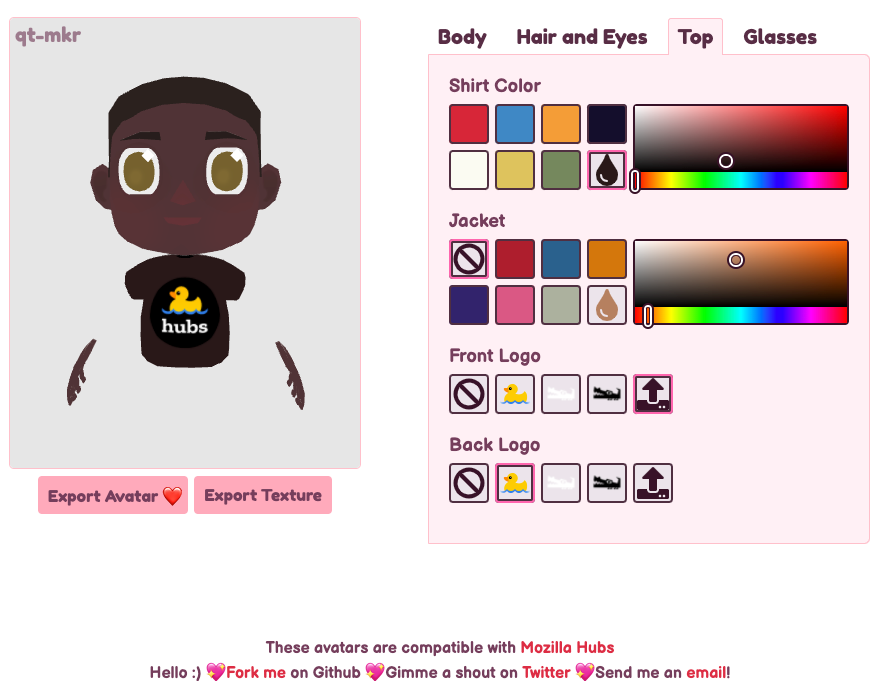 qt-mkr
Body Hair and Eyes Top Glasses
Shirt Color
Jacket
Front Logo
Back Logo
hubs
Export Avatar ❤️ Export Texture
These avatars are compatible with Mozilla Hubs
Hello :) 💖Fork me on Github 💖Gimme a shout on Twitter 💖Send me an email!